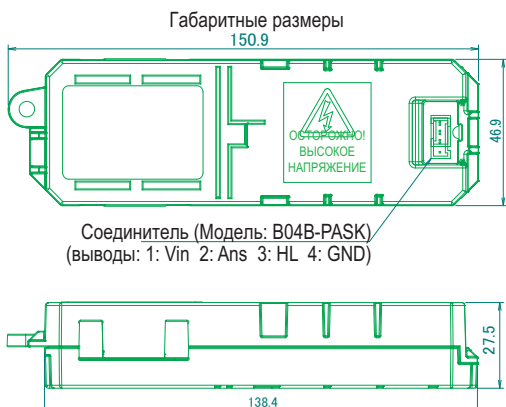 Габаритные размеры
150.9
46.9
ОСТОРОЖНО!
ВЫСОКОЕ
НАПРЯЖЕНИЕ
Соединитель (Модель: B04B-PASK)
(выводы: 1: Vin 2: Ans 3: HL 4: GND)
27.5
138.4